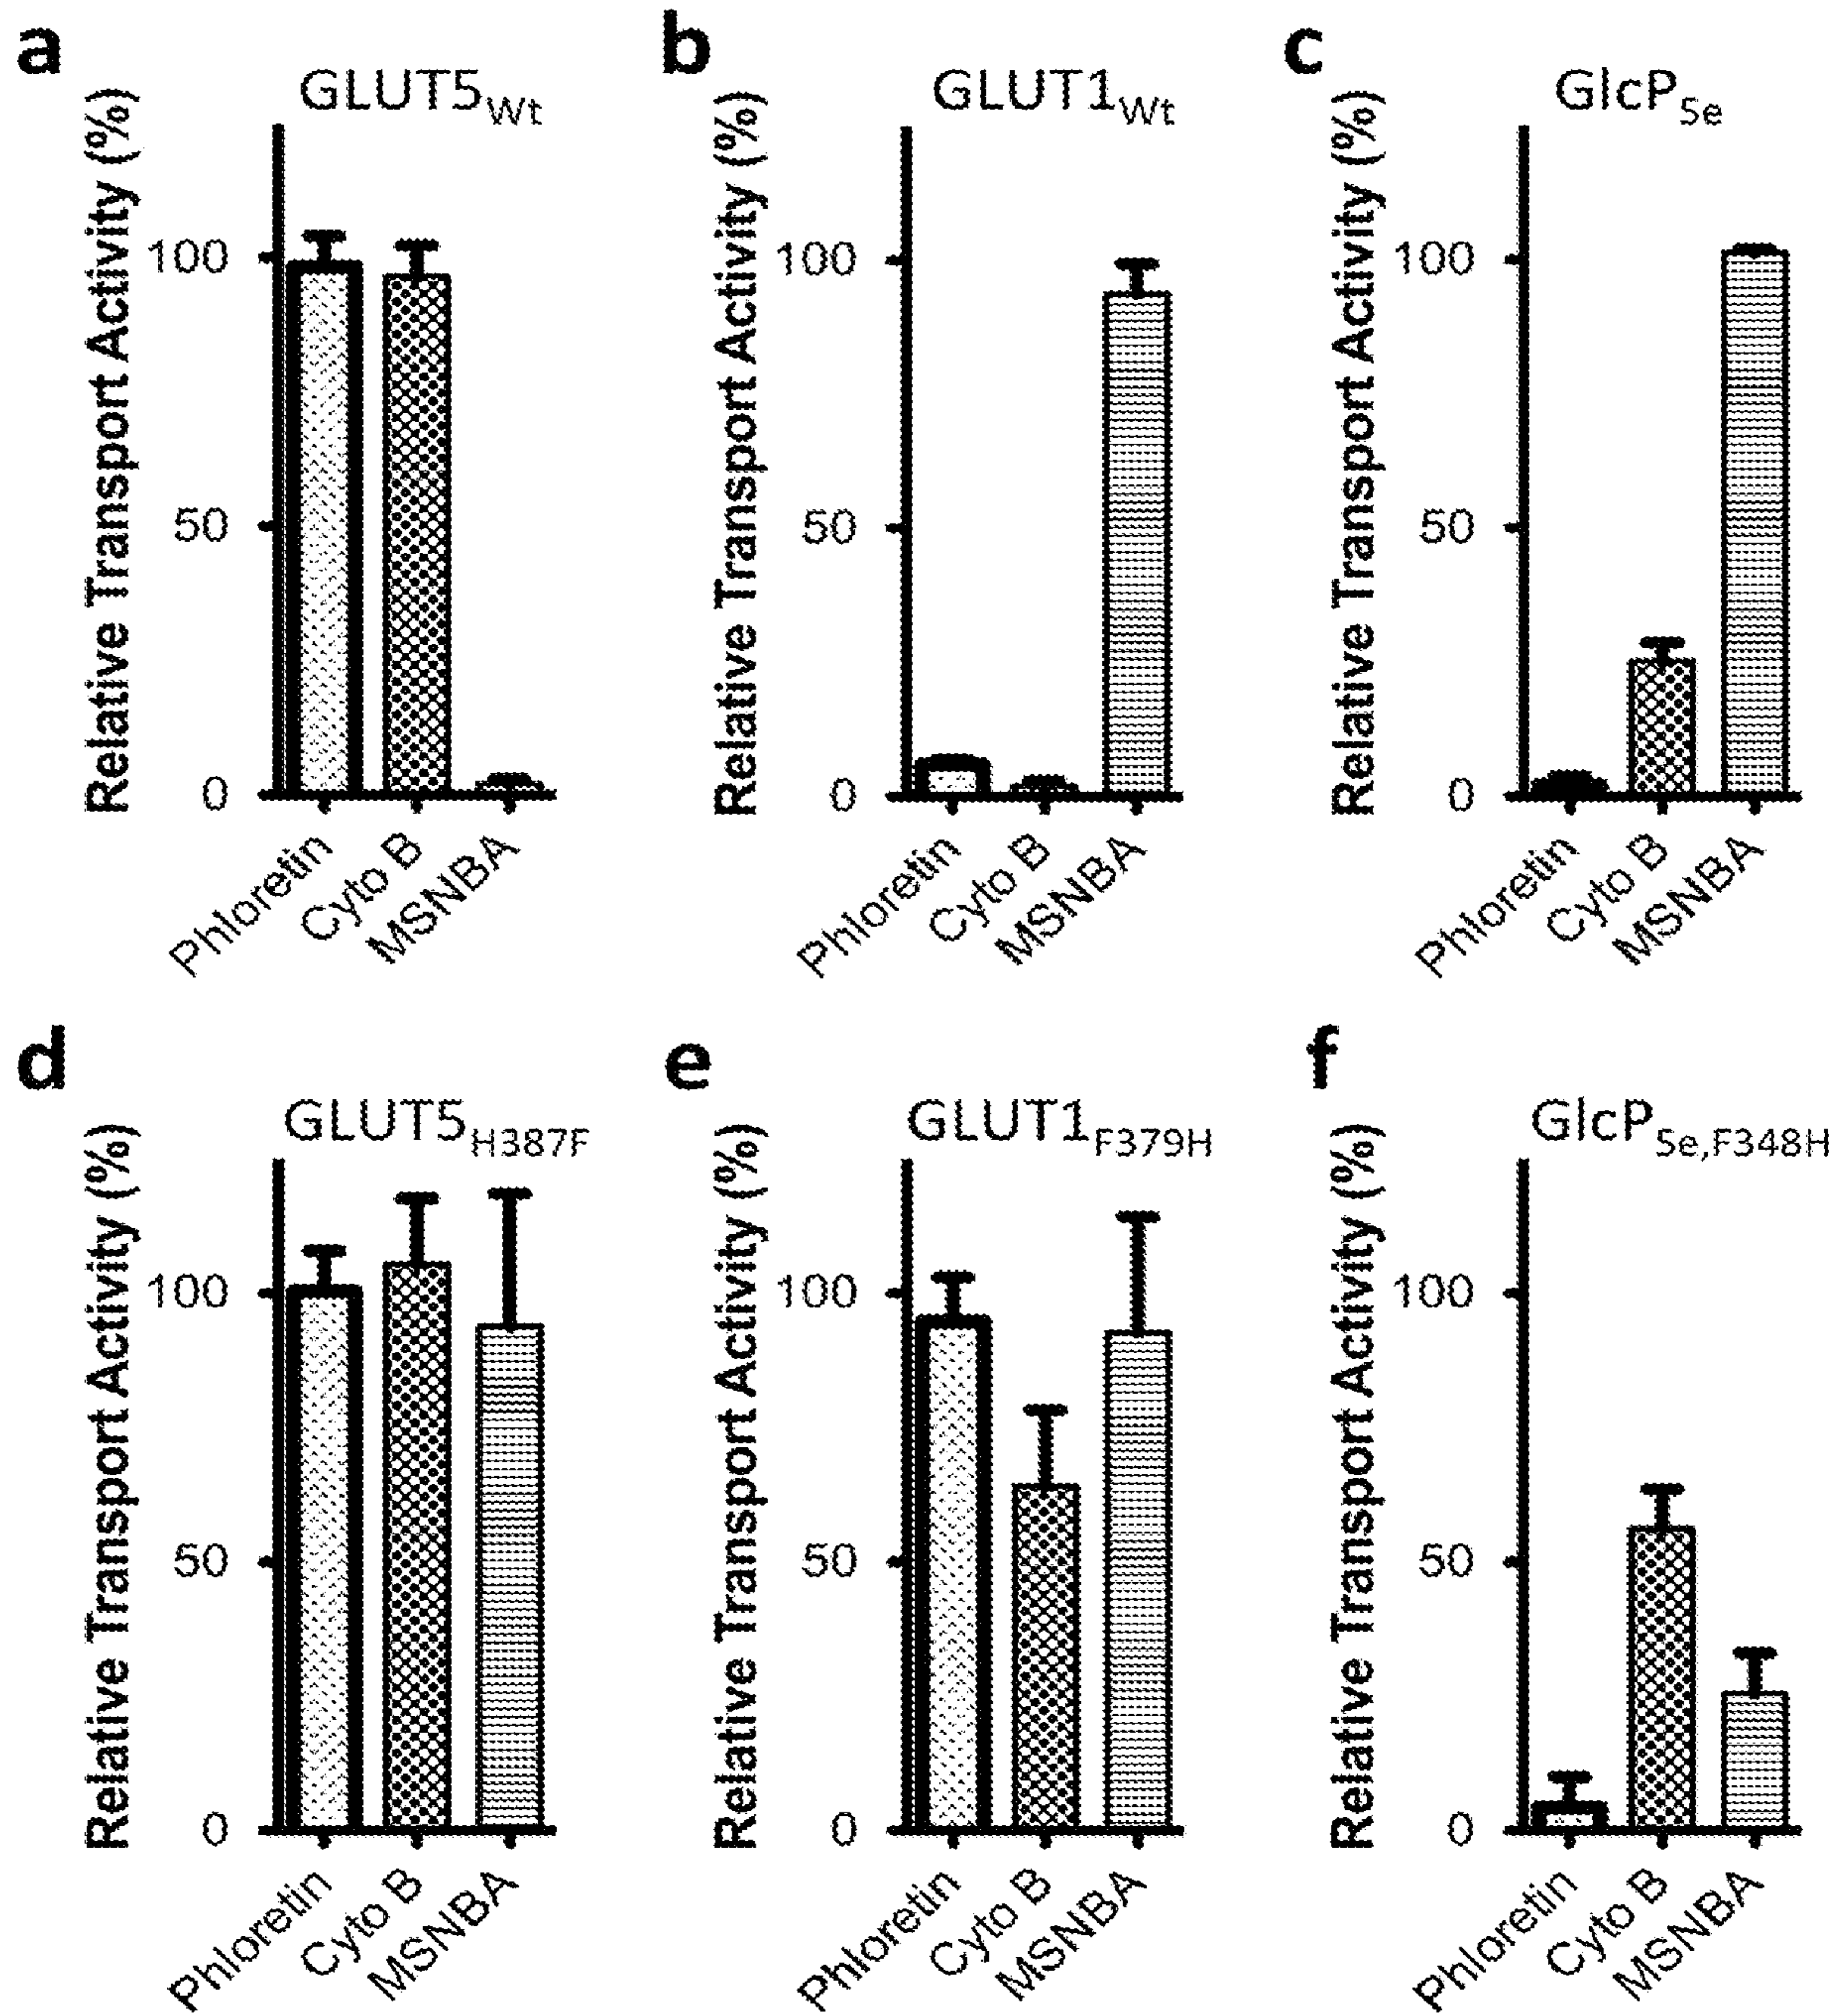 a
GLUT5Wt
Relative Transport Activity (%)
100
50
0
Phloretin
Cyto B
MSNBA
b
GLUT1Wt
Relative Transport Activity (%)
100
50
0
Phloretin
Cyto B
MSNBA
c
GlcP5e
Relative Transport Activity (%)
100
50
0
Phloretin
Cyto B
MSNBA
d
GLUT5H387F
Relative Transport Activity (%)
100
50
0
Phloretin
Cyto B
MSNBA
e
GLUT1F379H
Relative Transport Activity (%)
100
50
0
Phloretin
Cyto B
MSNBA
f
GlcP5e,F348H
Relative Transport Activity (%)
100
50
0
Phloretin
Cyto B
MSNBA